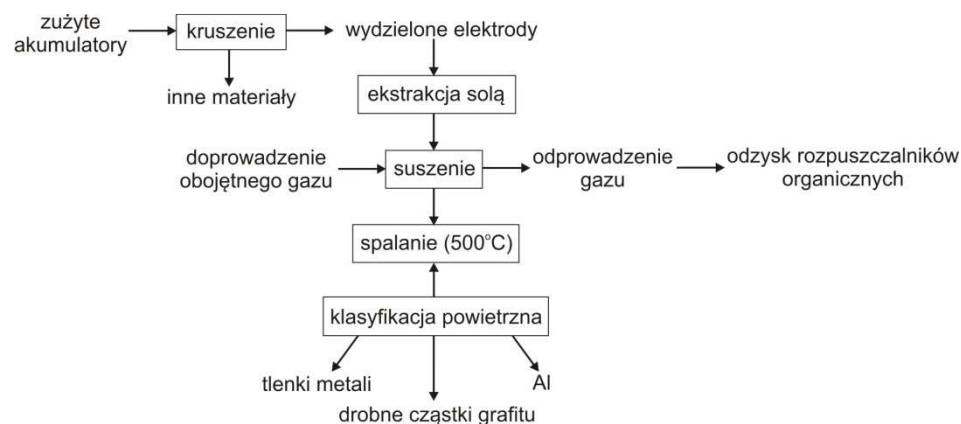 zużyte
akumulatory
kruszenie
wydzielone elektrody
inne materiały
ekstrakcja solą
doprowadzenie
obojętnego gazu
suszenie
odprowadzenie
gazu
odzysk rozpuszczalników
organicznych
spalanie (500°C)
klasyfikacja powietrzna
tlenki metali
Al
drobne cząstki grafitu